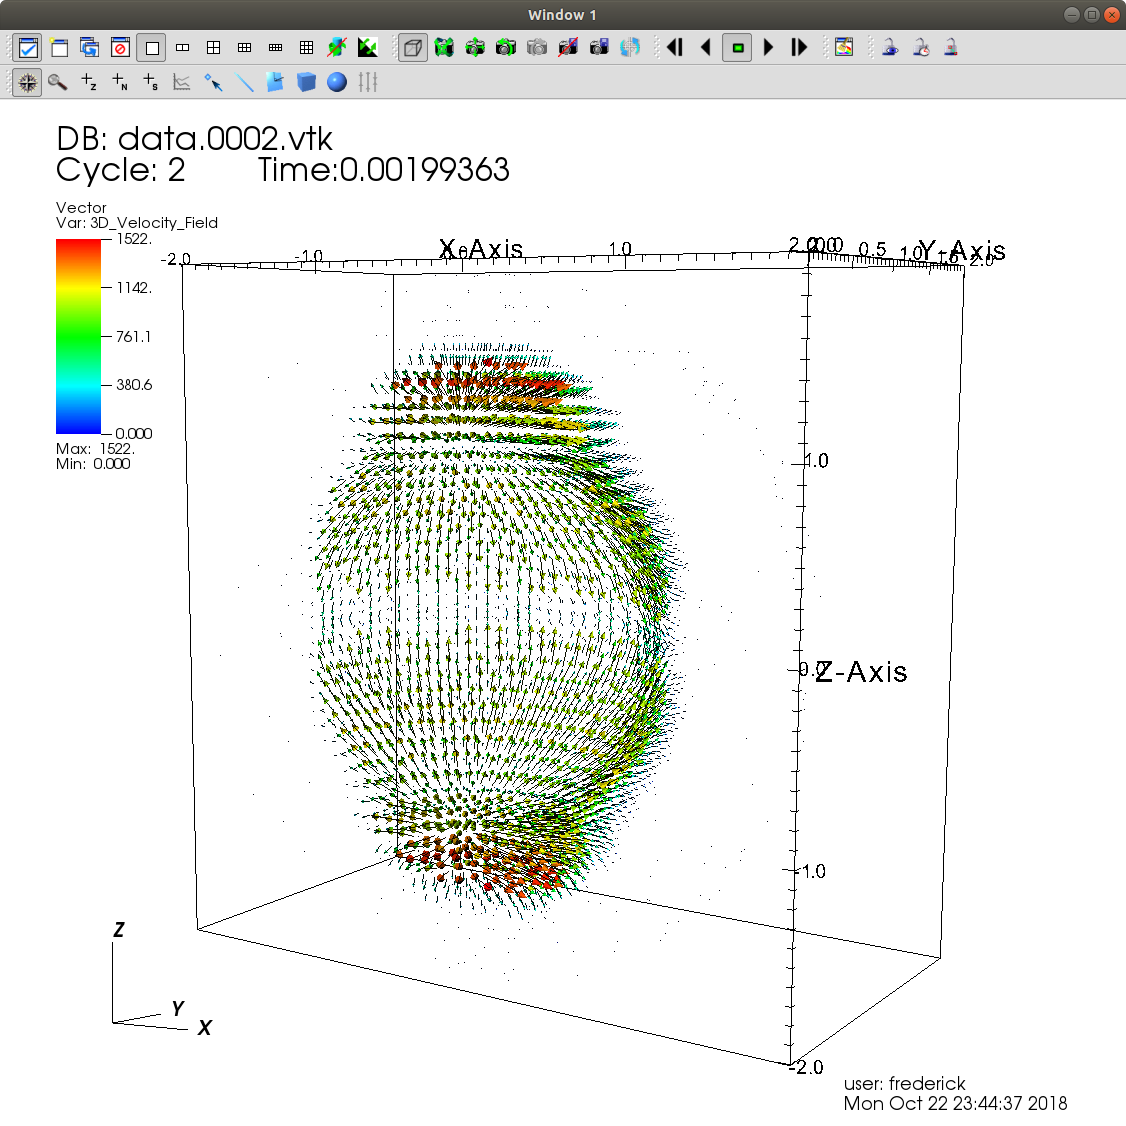 Window 1
DB: data.0002.vtk
Cycle: 2 Time:0.00199363
Vector
Var: 3D_Velocity_Field
1522.
1142.
761.1
380.6
0.000
Max: 1522.
Min: 0.000
-2.0 -1.0 0.0 1.0 2.0
X-Axis
0.0 0.5 1.0 1.5 2.0
Y-Axis
1.0
0.0
Z-Axis
-1.0
-2.0
Z
Y
X
user: frederick
Mon Oct 22 23:44:37 2018